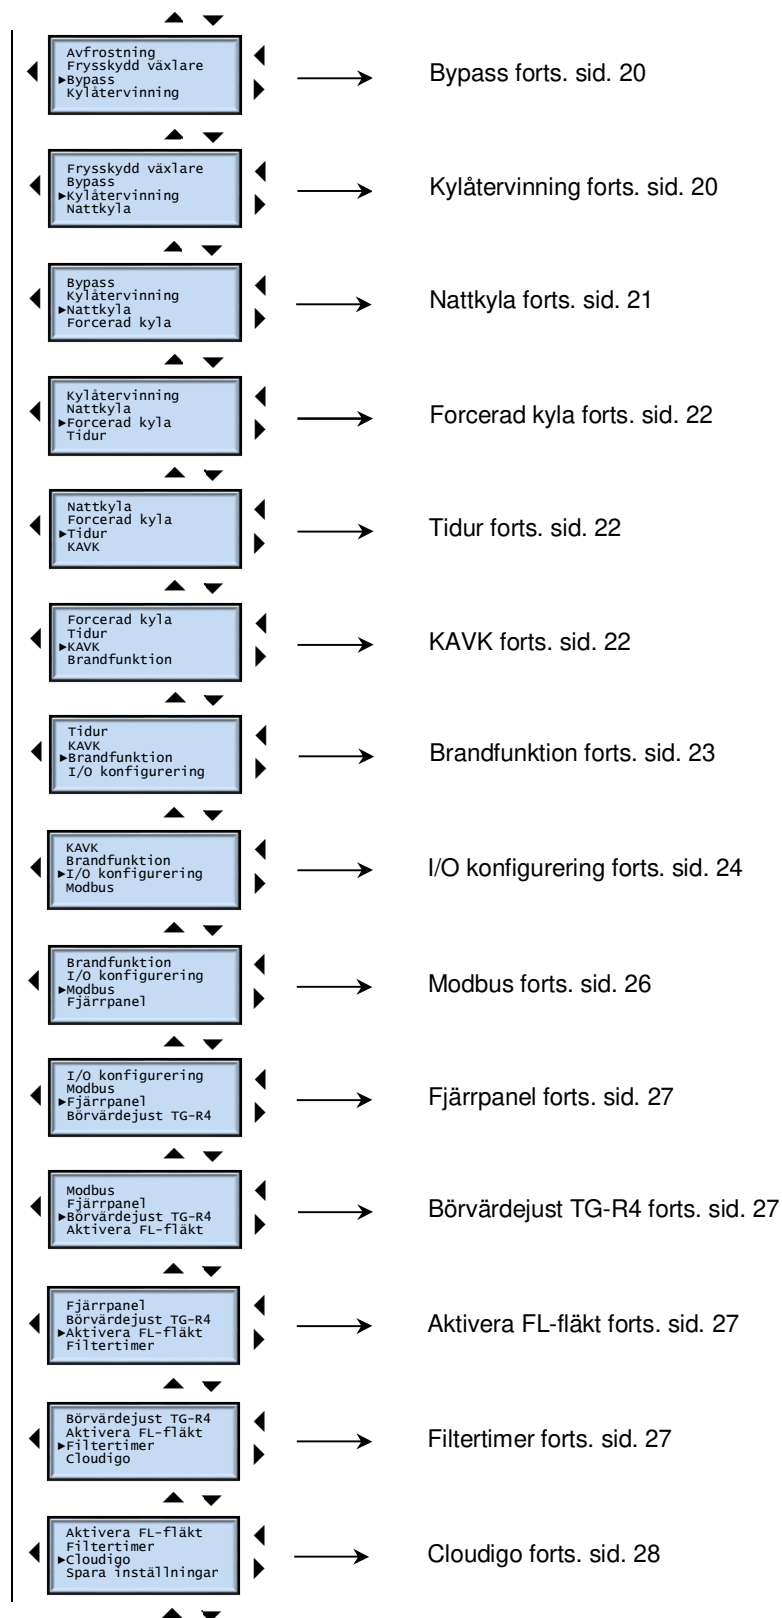 Avfrostning
Frysskydd växlare
►Bypass
Kylåtervinning
Bypass forts. sid. 20
Frysskydd växlare
Bypass
►Kylåtervinning
Nattkyla
Kylåtervinning forts. sid. 20
Bypass
Kylåtervinning
►Nattkyla
Forcerad kyla
Nattkyla forts. sid. 21
Kylåtervinning
Nattkyla
►Forcerad kyla
Tidur
Forcerad kyla forts. sid. 22
Nattkyla
Forcerad kyla
►Tidur
KAVK
Tidur forts. sid. 22
Forcerad kyla
Tidur
►KAVK
Brandfunktion
KAVK forts. sid. 22
Tidur
KAVK
►Brandfunktion
I/O konfigurering
Brandfunktion forts. sid. 23
KAVK
Brandfunktion
►I/O konfigurering
Modbus
I/O konfigurering forts. sid. 24
Brandfunktion
I/O konfigurering
►Modbus
Fjärrpanel
Modbus forts. sid. 26
I/O konfigurering
Modbus
►Fjärrpanel
Börvärdejust TG-R4
Fjärrpanel forts. sid. 27
Modbus
Fjärrpanel
►Börvärdejust TG-R4
Aktivera FL-fläkt
Börvärdejust TG-R4 forts. sid. 27
Fjärrpanel
Börvärdejust TG-R4
►Aktivera FL-fläkt
Filtertimer
Aktivera FL-fläkt forts. sid. 27
Börvärdejust TG-R4
Aktivera FL-fläkt
►Filtertimer
Cloudigo
Filtertimer forts. sid. 27
Aktivera FL-fläkt
Filtertimer
►Cloudigo
Spara inställningar
Cloudigo forts. sid. 28